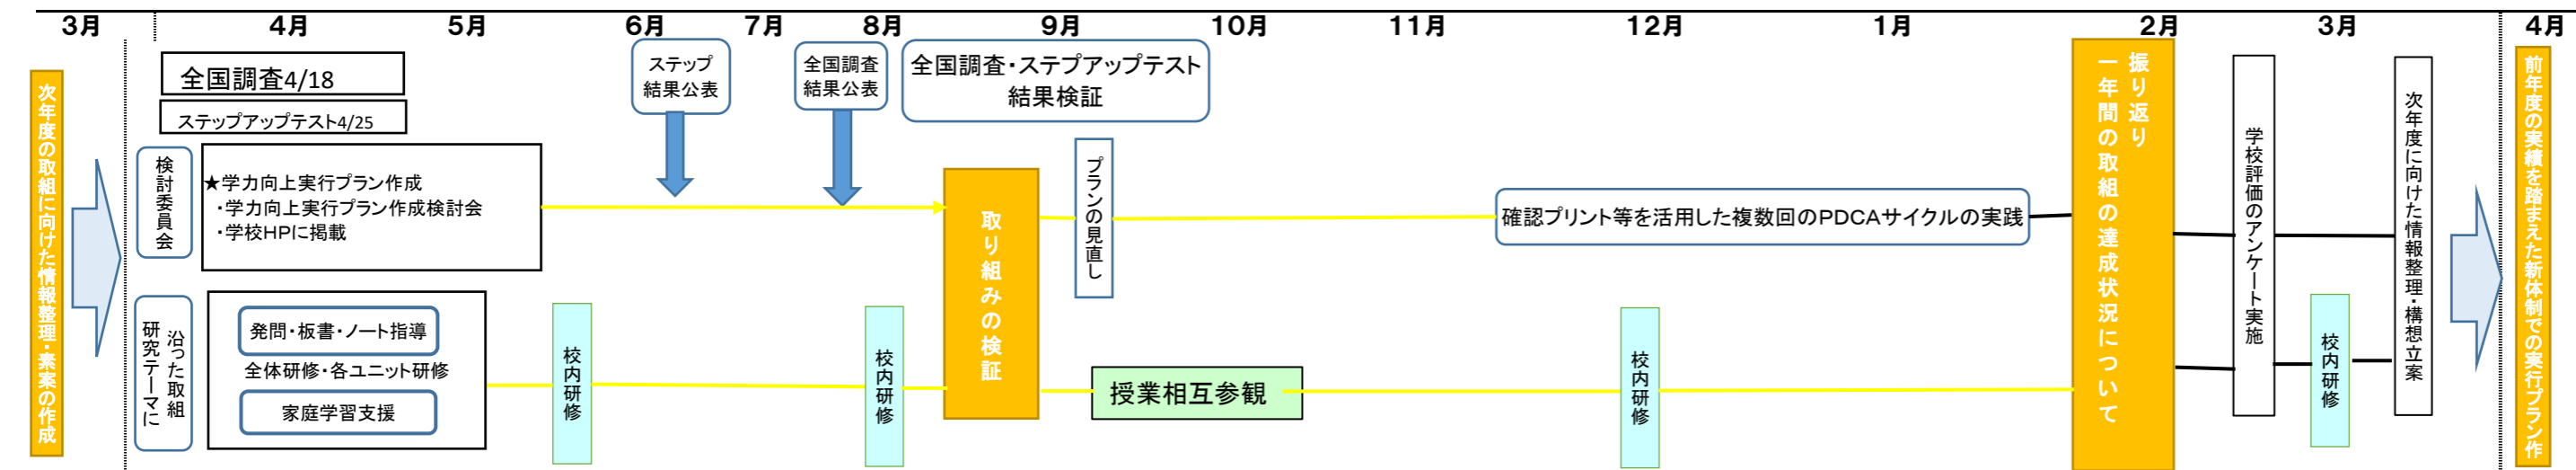 3月
4月
5月
6月
7月
8月
9月
10月
11月
12月
1月
2月
3月
4月
次年度の取組に向けた情報整理・素案の作成
全国調査4/18
ステップアップテスト4/25
検討委員会
★学力向上実行プラン作成
・学力向上実行プラン作成検討会
・学校HPに掲載
研究テーマに
沿った取組
発問・板書・ノート指導
全体研修・各ユニット研修
家庭学習支援
校内研修
ステップ
結果公表
全国調査
結果公表
校内研修
全国調査・ステプアップテスト
結果検証
取り組みの検証
プランの見直し
授業相互参観
確認プリント等を活用した複数回のPDCAサイクルの実践
校内研修
振り返り
一年間の取組の達成状況について
学校評価のアンケート実施
校内研修
次年度に向けた情報整理・構想立案
前年度の実績を踏まえた新体制での実行プラン作